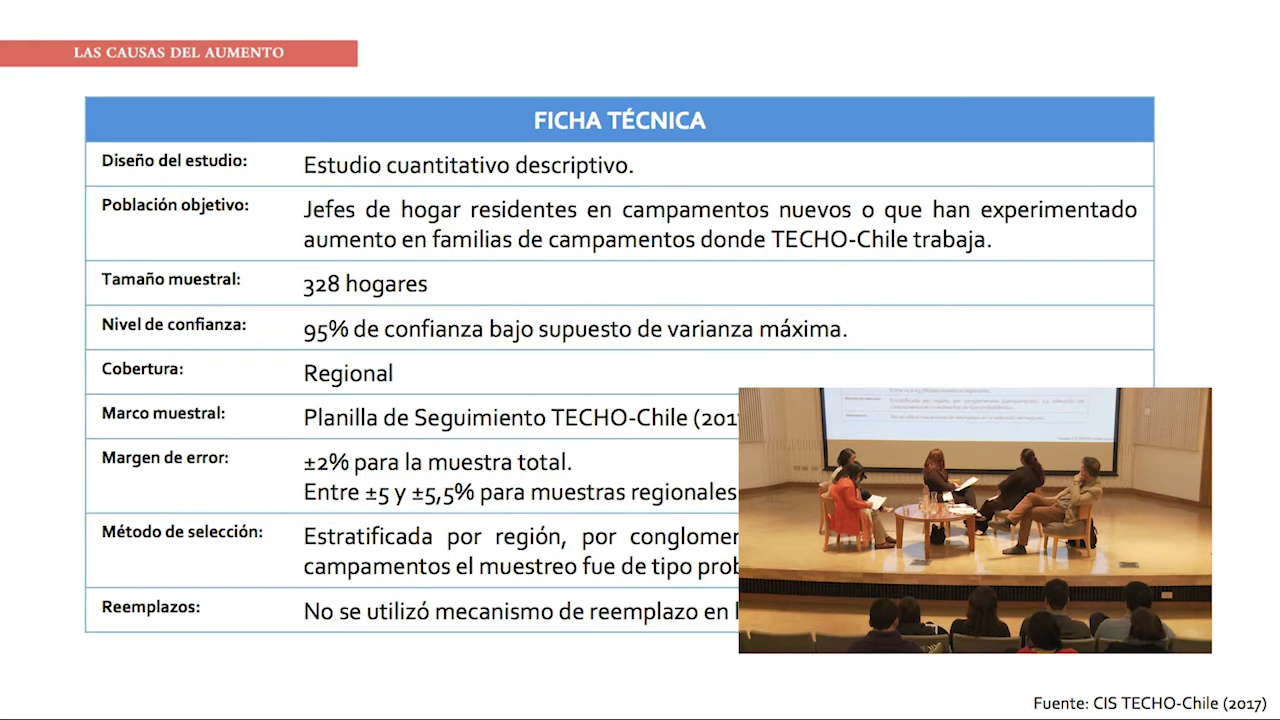 LAS CAUSAS DEL AUMENTO
FICHA TÉCNICA
Diseño del estudio: Estudio cuantitativo descriptivo.
Población objetivo: Jefes de hogar residentes en campamentos nuevos o que han experimentado
aumento en familias de campamentos donde TECHO-Chile trabaja.
Tamaño muestral: 328 hogares
Nivel de confianza: 95% de confianza bajo supuesto de varianza máxima.
Cobertura: Regional
Marco muestral: Planilla de Seguimiento TECHO-Chile (201
Margen de error: ±2% para la muestra total.
Entre ±5 y ±5,5% para muestras regionales
Método de selección: Estratificada por región, por conglomer
campamentos el muestreo fue de tipo prob
Reemplazos: No se utilizó mecanismo de reemplazo en
Fuente: CIS TECHO-Chile (2017)